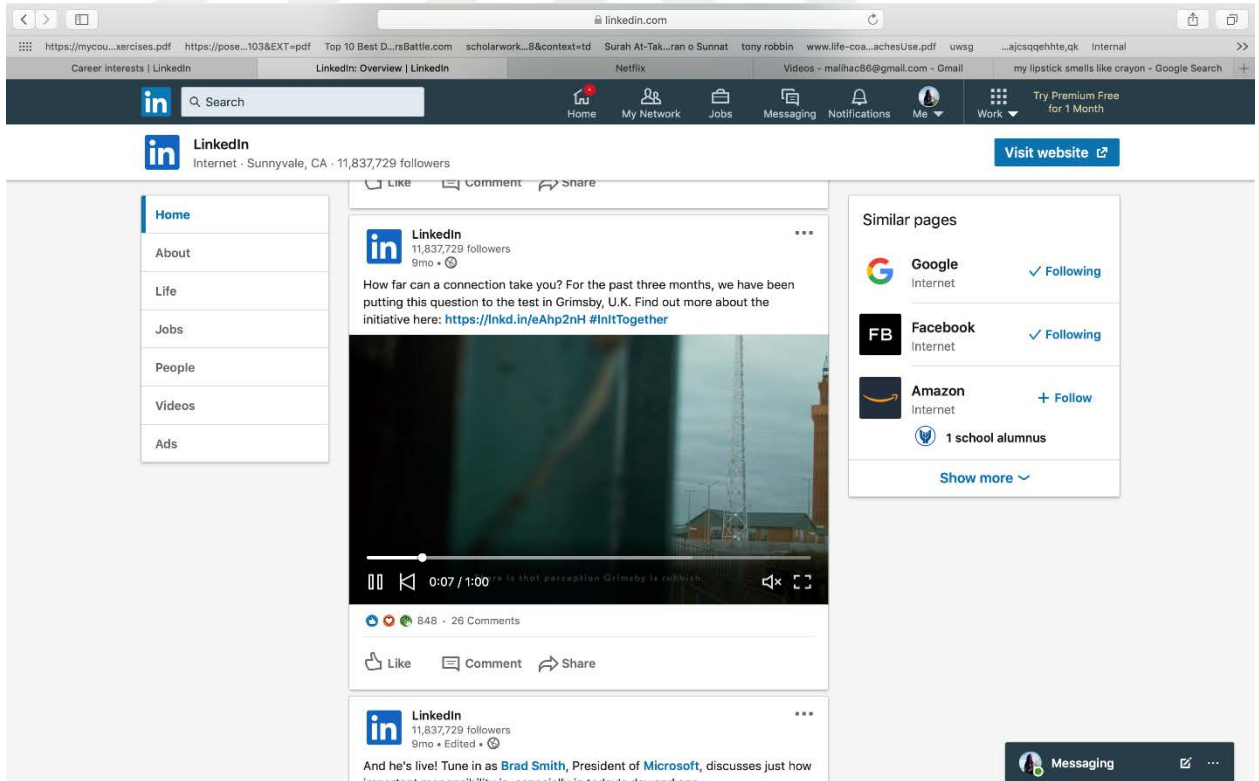 linkedin.com
https://mycou...xercises.pdf https://pose...103&EXT=pdf Top 10 Best D...rsBattle.com scholarwork...8&context=td Surah At-Tak...ran o Sunnat tony robbin www.life-coa...achesUse.pdf uwsg ...ajcsqqehhte,qk Internal >>
Career interests | LinkedIn LinkedIn: Overview | LinkedIn Netflix Videos - malihac86@gmail.com - Gmail my lipstick smells like crayon - Google Search +
in Search Home My Network Jobs Messaging Notifications Me Work Try Premium Free
for 1 Month
in LinkedIn
Internet · Sunnyvale, CA · 11,837,729 followers
Visit website
Home
About
Life
Jobs
People
Videos
Ads
Like Comment Share
in LinkedIn
11,837,729 followers
9mo •
How far can a connection take you? For the past three months, we have been
putting this question to the test in Grimsby, U.K. Find out more about the
initiative here: https://lnkd.in/eAhp2nH #InItTogether
0:07 / 1:00 re is that perception Grimsby is rubbish.
848 · 26 Comments
Like Comment Share
in LinkedIn
11,837,729 followers
9mo • Edited •
And he's live! Tune in as Brad Smith, President of Microsoft, discusses just how
Similar pages
Google
Internet
Following
FB Facebook
Internet
Following
Amazon
Internet
+ Follow
1 school alumnus
Show more
Messaging